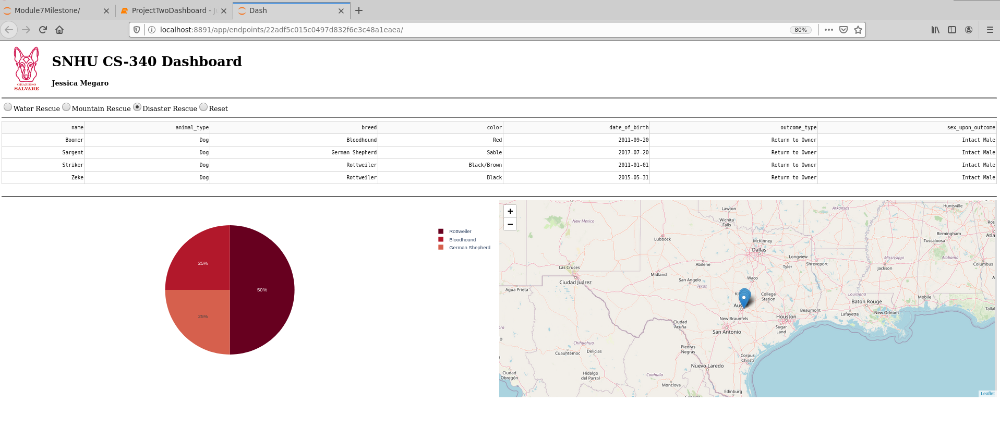 Module7Milestone/
ProjectTwoDashboard - J
Dash
localhost:8891/app/endpoints/22adf5c015c0497d832f6e3c48a1eaea/
80%
GRAZIOSO
SALVARE
SNHU CS-340 Dashboard
Jessica Megaro
Water Rescue Mountain Rescue Disaster Rescue Reset
name animal_type breed color date_of_birth outcome_type sex_upon_outcome
Boomer Dog Bloodhound Red 2011-09-20 Return to Owner Intact Male
Sargent Dog German Shepherd Sable 2017-07-20 Return to Owner Intact Male
Striker Dog Rottweiler Black/Brown 2011-01-01 Return to Owner Intact Male
Zeke Dog Rottweiler Black 2015-05-31 Return to Owner Intact Male
Rottweiler
Bloodhound
German Shepherd
25%
50%
25%
+
−
Lawton
Arkansas
Huntsville
New Mexico
Wichita
Falls
Ros
Lubbock
McKinney
Birmingham
Atla
Tuscaloosa
Dallas
Longview
Mississippi
Alabama
Las Cruces
Abilene
Tyler
Shreveport
Jackson
Columbus
Midland
Ciudad Juárez
San Angelo
Waco
A
Agua Prieta
Texas
Kil
College
Station
Louisiana
Mobile
Baton Rouge
Aus
Beaumont
Lafayette
New Orleans
Talla
New Braunfels
Houston
Ciudad
Acuña
Sugar
Land
San Antonio
ora
o
Chihuahua
Piedras
Negras
Cuauhtémoc
Delicias
Corpus
Christi
Nuevo Laredo
Ciudad
Obregón
Hidalgo
del Parral
Coahuila
Monclova
Edinburg
General
Leaflet